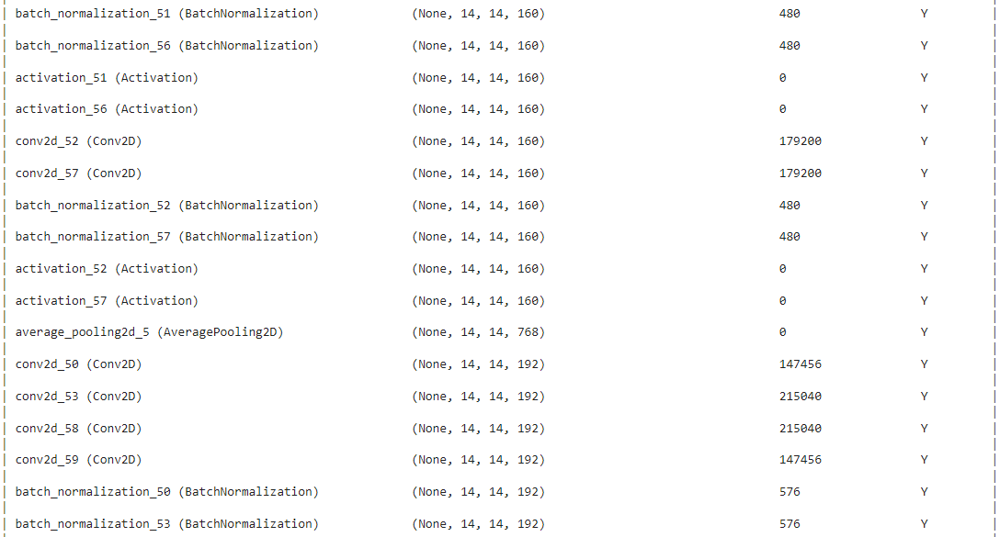 batch_normalization_51 (BatchNormalization) (None, 14, 14, 160) 480 Y
batch_normalization_56 (BatchNormalization) (None, 14, 14, 160) 480 Y
activation_51 (Activation) (None, 14, 14, 160) 0 Y
activation_56 (Activation) (None, 14, 14, 160) 0 Y
conv2d_52 (Conv2D) (None, 14, 14, 160) 179200 Y
conv2d_57 (Conv2D) (None, 14, 14, 160) 179200 Y
batch_normalization_52 (BatchNormalization) (None, 14, 14, 160) 480 Y
batch_normalization_57 (BatchNormalization) (None, 14, 14, 160) 480 Y
activation_52 (Activation) (None, 14, 14, 160) 0 Y
activation_57 (Activation) (None, 14, 14, 160) 0 Y
average_pooling2d_5 (AveragePooling2D) (None, 14, 14, 768) 0 Y
conv2d_50 (Conv2D) (None, 14, 14, 192) 147456 Y
conv2d_53 (Conv2D) (None, 14, 14, 192) 215040 Y
conv2d_58 (Conv2D) (None, 14, 14, 192) 215040 Y
conv2d_59 (Conv2D) (None, 14, 14, 192) 147456 Y
batch_normalization_50 (BatchNormalization) (None, 14, 14, 192) 576 Y
batch_normalization_53 (BatchNormalization) (None, 14, 14, 192) 576 Y